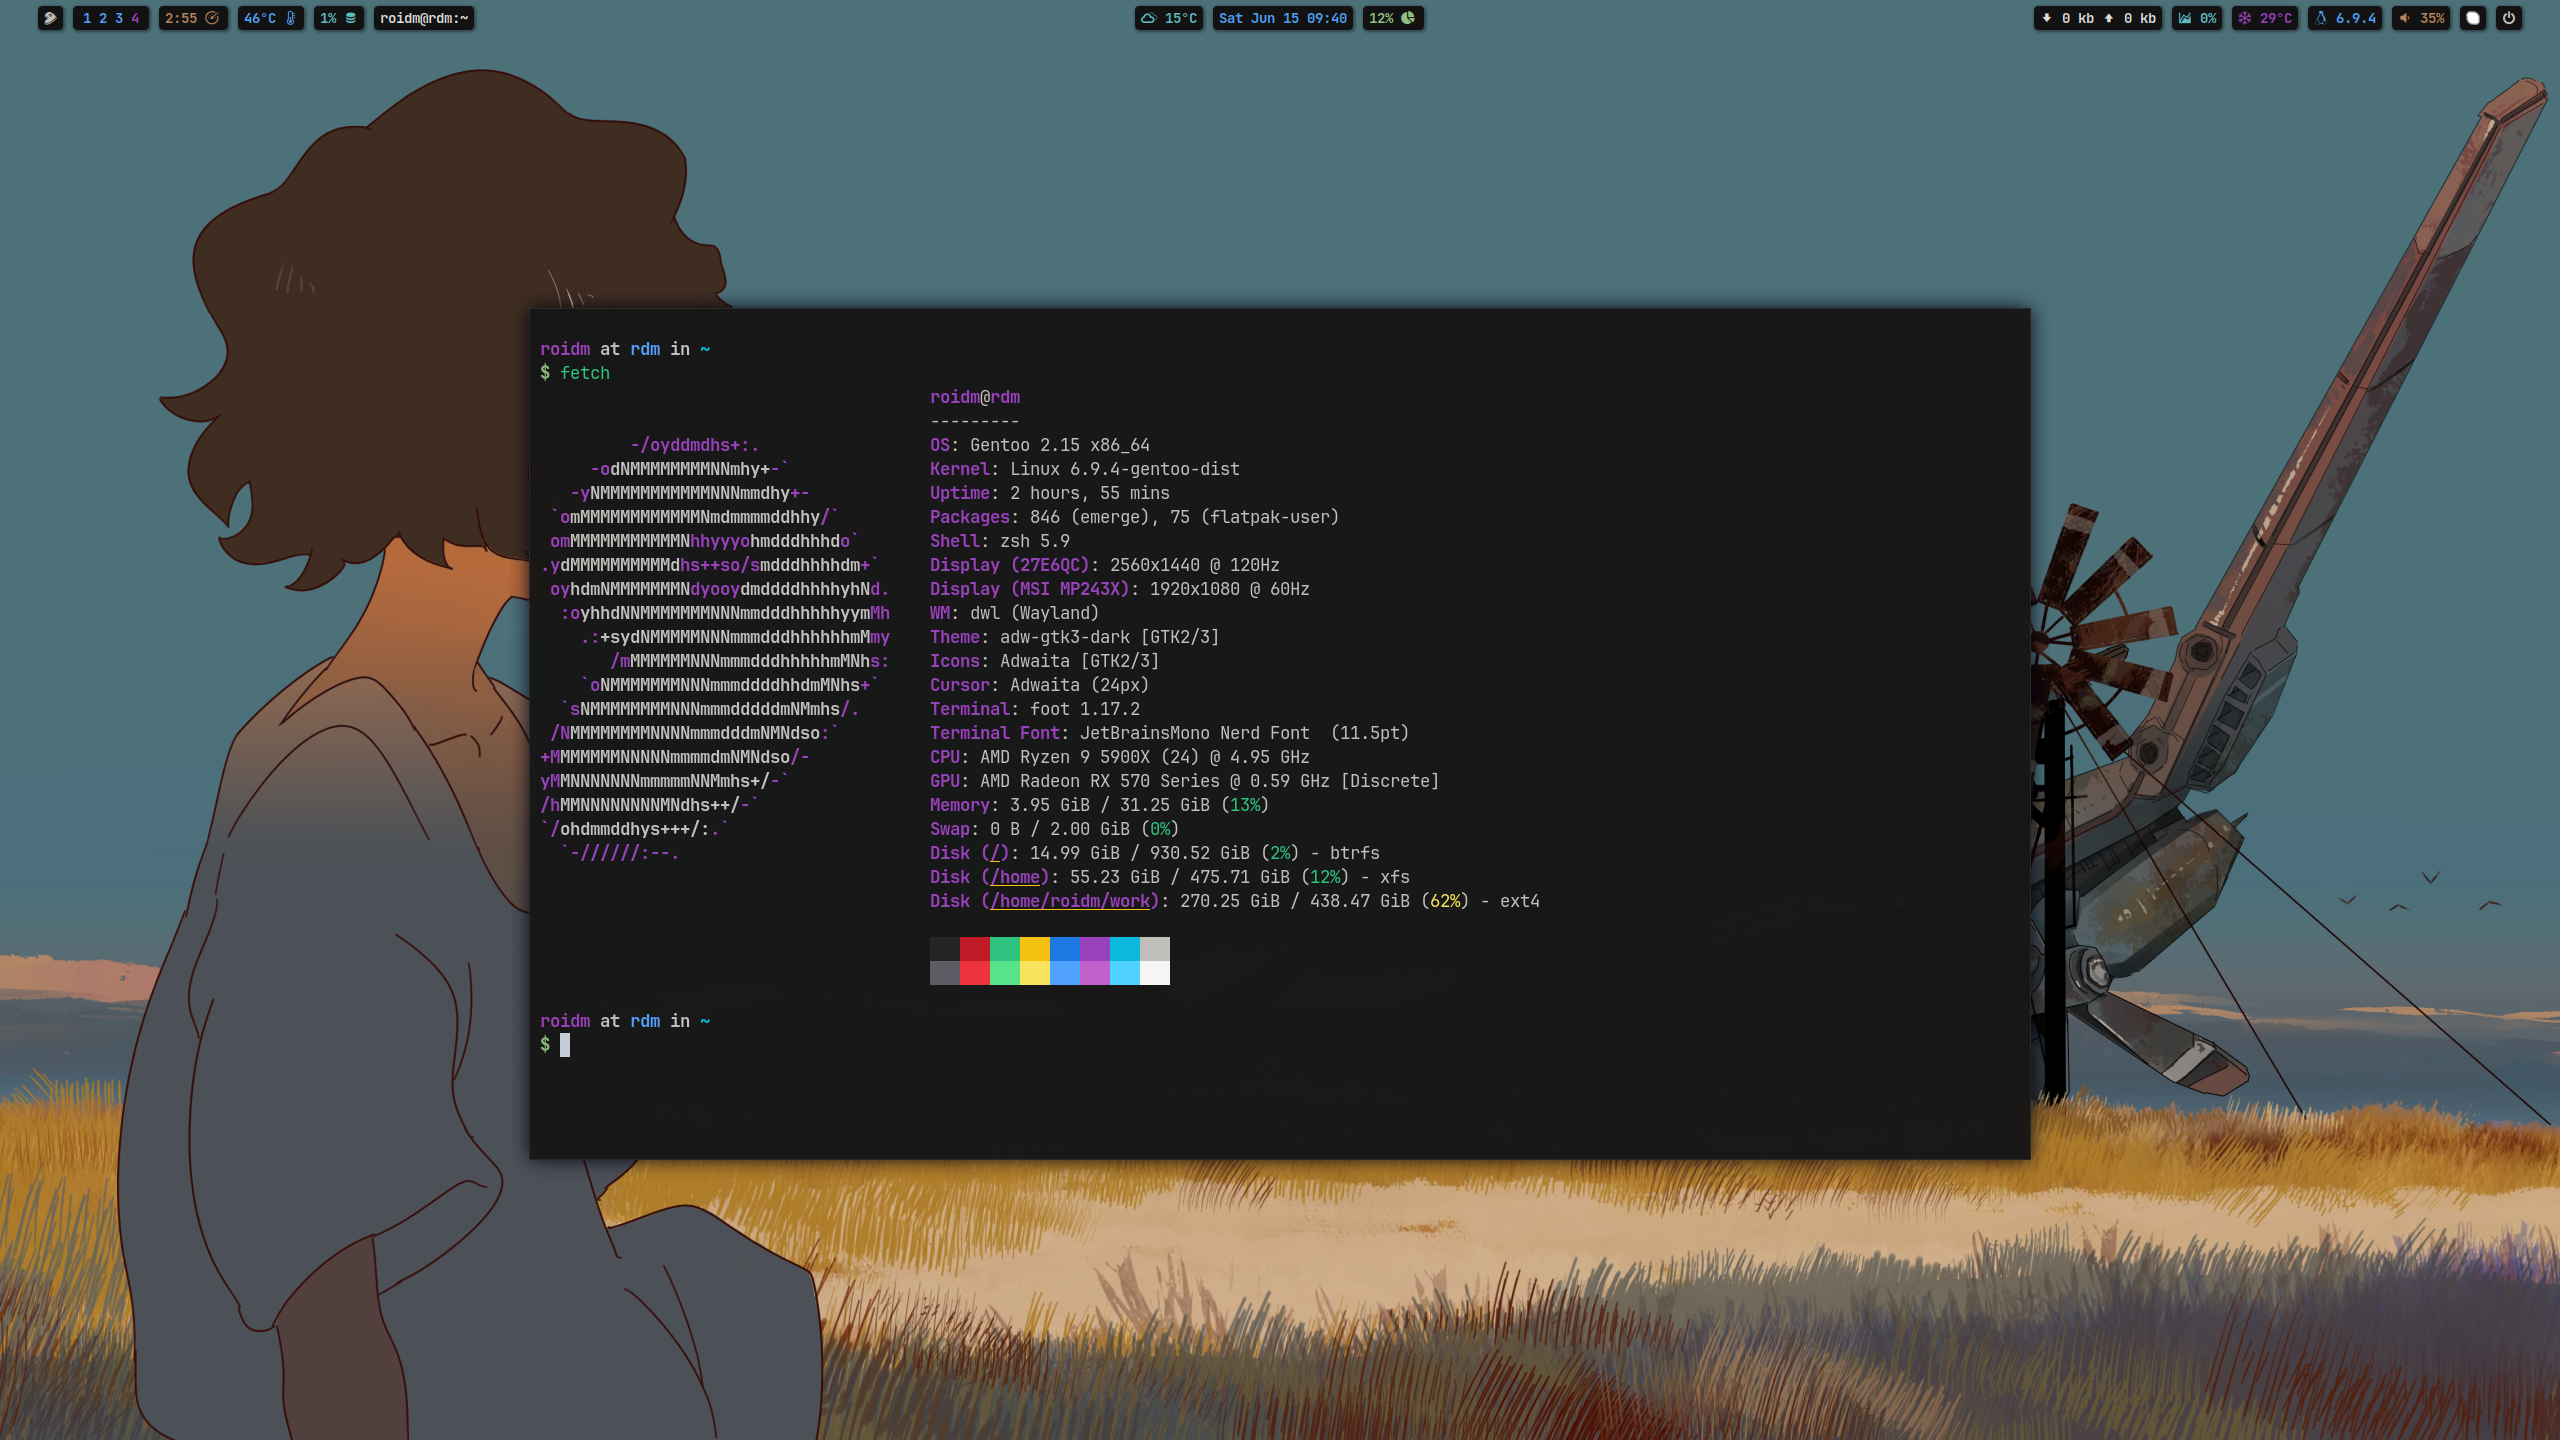 1 2 3 4 2:55 46°C 1% roidm@rdm:~ 15°C Sat Jun 15 09:40 12% 0 kb 0 kb 0% 29°C 6.9.4 35%
roidm at rdm in ~
$ fetch
roidm@rdm
---------
-/oyddmdhs+:. OS: Gentoo 2.15 x86_64
-odNMMMMMMMMNNmhy+-` Kernel: Linux 6.9.4-gentoo-dist
-yNMMMMMMMMMMMNNNmmdhy+- Uptime: 2 hours, 55 mins
`omMMMMMMMMMMMMNmdmmmmddhhy/` Packages: 846 (emerge), 75 (flatpak-user)
omMMMMMMMMMMMNhhyyyohmdddhhhdo` Shell: zsh 5.9
.ydMMMMMMMMMMdhs++so/smdddhhhhdm+` Display (27E6QC): 2560x1440 @ 120Hz
oyhdmNMMMMMMMNdyooydmddddhhhhyhNd. Display (MSI MP243X): 1920x1080 @ 60Hz
:oyhhdNNMMMMMMMNNNmmdddhhhhhyymMh WM: dwl (Wayland)
.:+sydNMMMMMNNNmmmdddhhhhhhmMmy Theme: adw-gtk3-dark [GTK2/3]
/mMMMMMMNNNmmmdddhhhhhmMNhs: Icons: Adwaita [GTK2/3]
`oNMMMMMMMNNNmmmddddhhdmMNhs+` Cursor: Adwaita (24px)
`sNMMMMMMMMNNNmmmdddddmNMmhs/. Terminal: foot 1.17.2
/NMMMMMMMMNNNNmmmdddmNMNdso:` Terminal Font: JetBrainsMono Nerd Font (11.5pt)
+MMMMMMMNNNNNmmmmdmNMNdso/- CPU: AMD Ryzen 9 5900X (24) @ 4.95 GHz
yMMNNNNNNNmmmmmNNMmhs+/-` GPU: AMD Radeon RX 570 Series @ 0.59 GHz [Discrete]
/hMMNNNNNNNNMNdhs++/-` Memory: 3.95 GiB / 31.25 GiB (13%)
`/ohdmmddhys+++/:.` Swap: 0 B / 2.00 GiB (0%)
`-//////:--. Disk (/): 14.99 GiB / 930.52 GiB (2%) - btrfs
Disk (/home): 55.23 GiB / 475.71 GiB (12%) - xfs
Disk (/home/roidm/work): 270.25 GiB / 438.47 GiB (62%) - ext4
roidm at rdm in ~
$